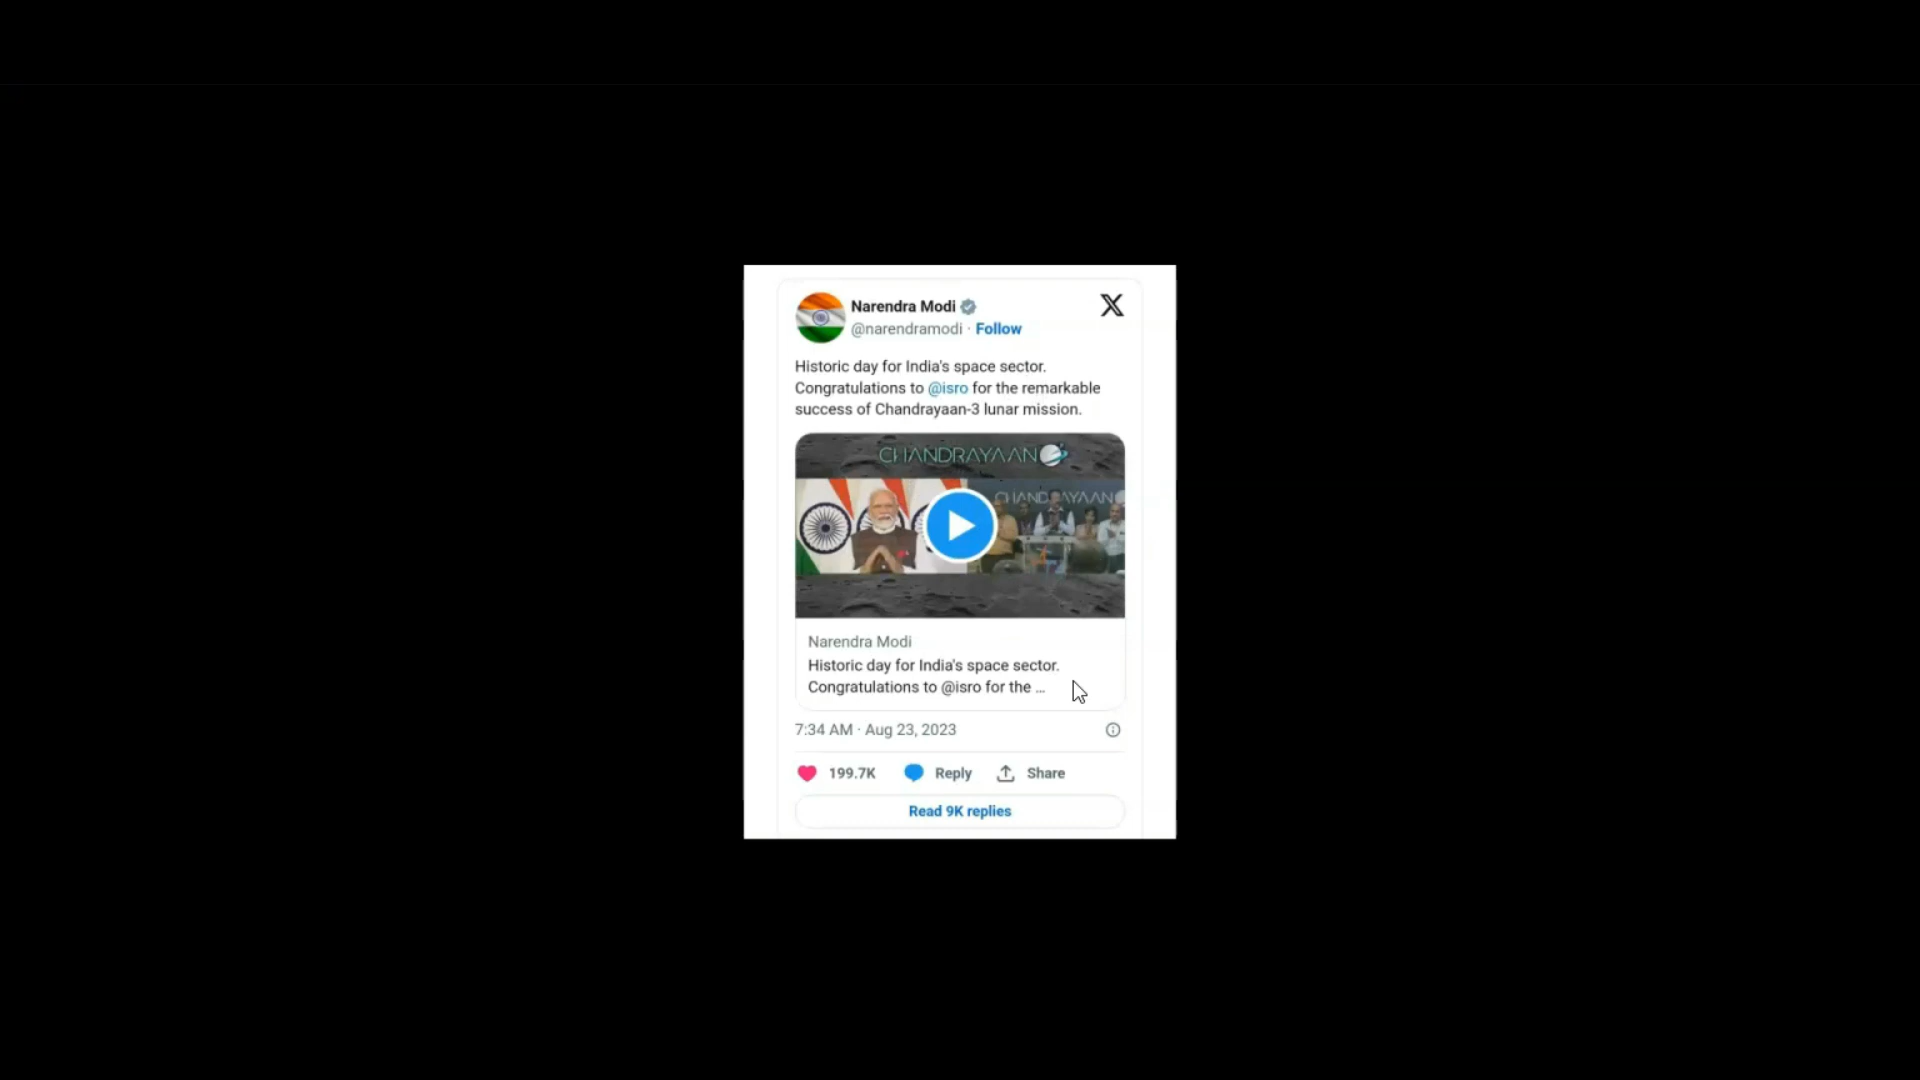 Narendra Modi
@narendramodi · Follow
X
Historic day for India's space sector.
Congratulations to @isro for the remarkable
success of Chandrayaan-3 lunar mission.
CHANDRAYAAN
CHANDRAYAAN
Narendra Modi
Historic day for India's space sector.
Congratulations to @isro for the ...
7:34 AM · Aug 23, 2023
199.7K Reply Share
Read 9K replies